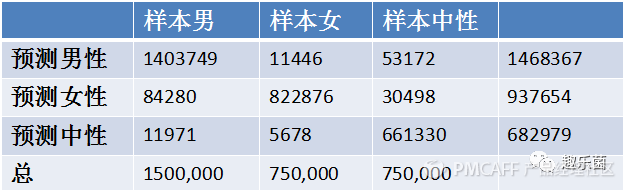 样本男 样本女 样本中性
预测男性 1403749 11446 53172 1468367
预测女性 84280 822876 30498 937654
预测中性 11971 5678 661330 682979
总 1500,000 750,000 750,000
PMCAFF
趣乐菌